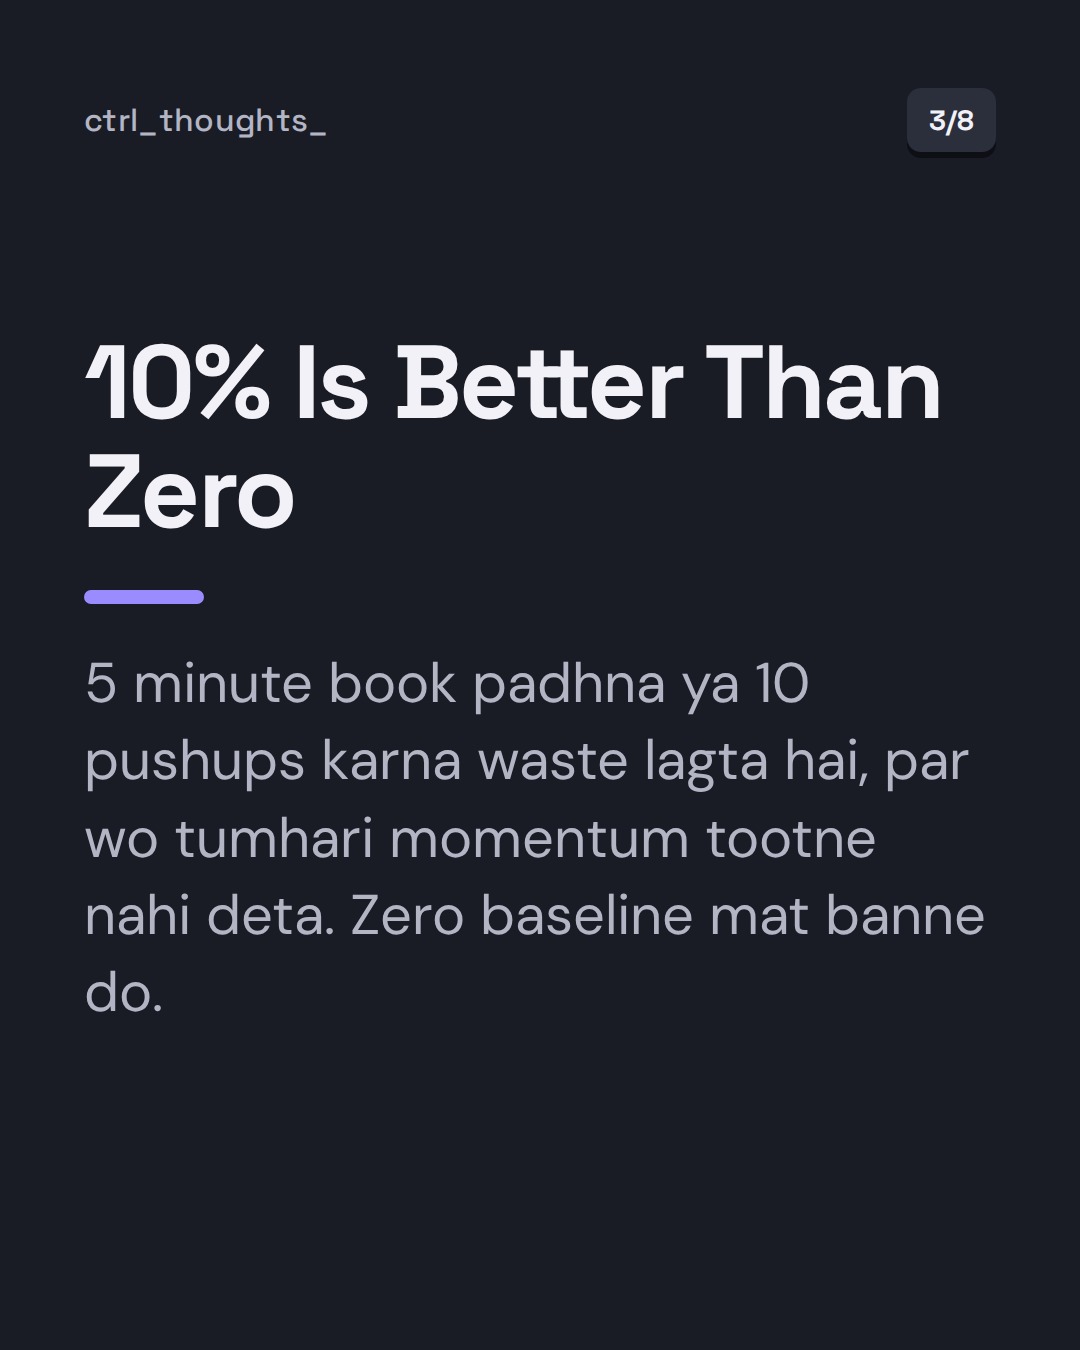 ctrl_thoughts_
3/8
10% Is Better Than
Zero
5 minute book padhna ya 10
pushups karna waste lagta hai, par
wo tumhari momentum tootne
nahi deta. Zero baseline mat banne
do.